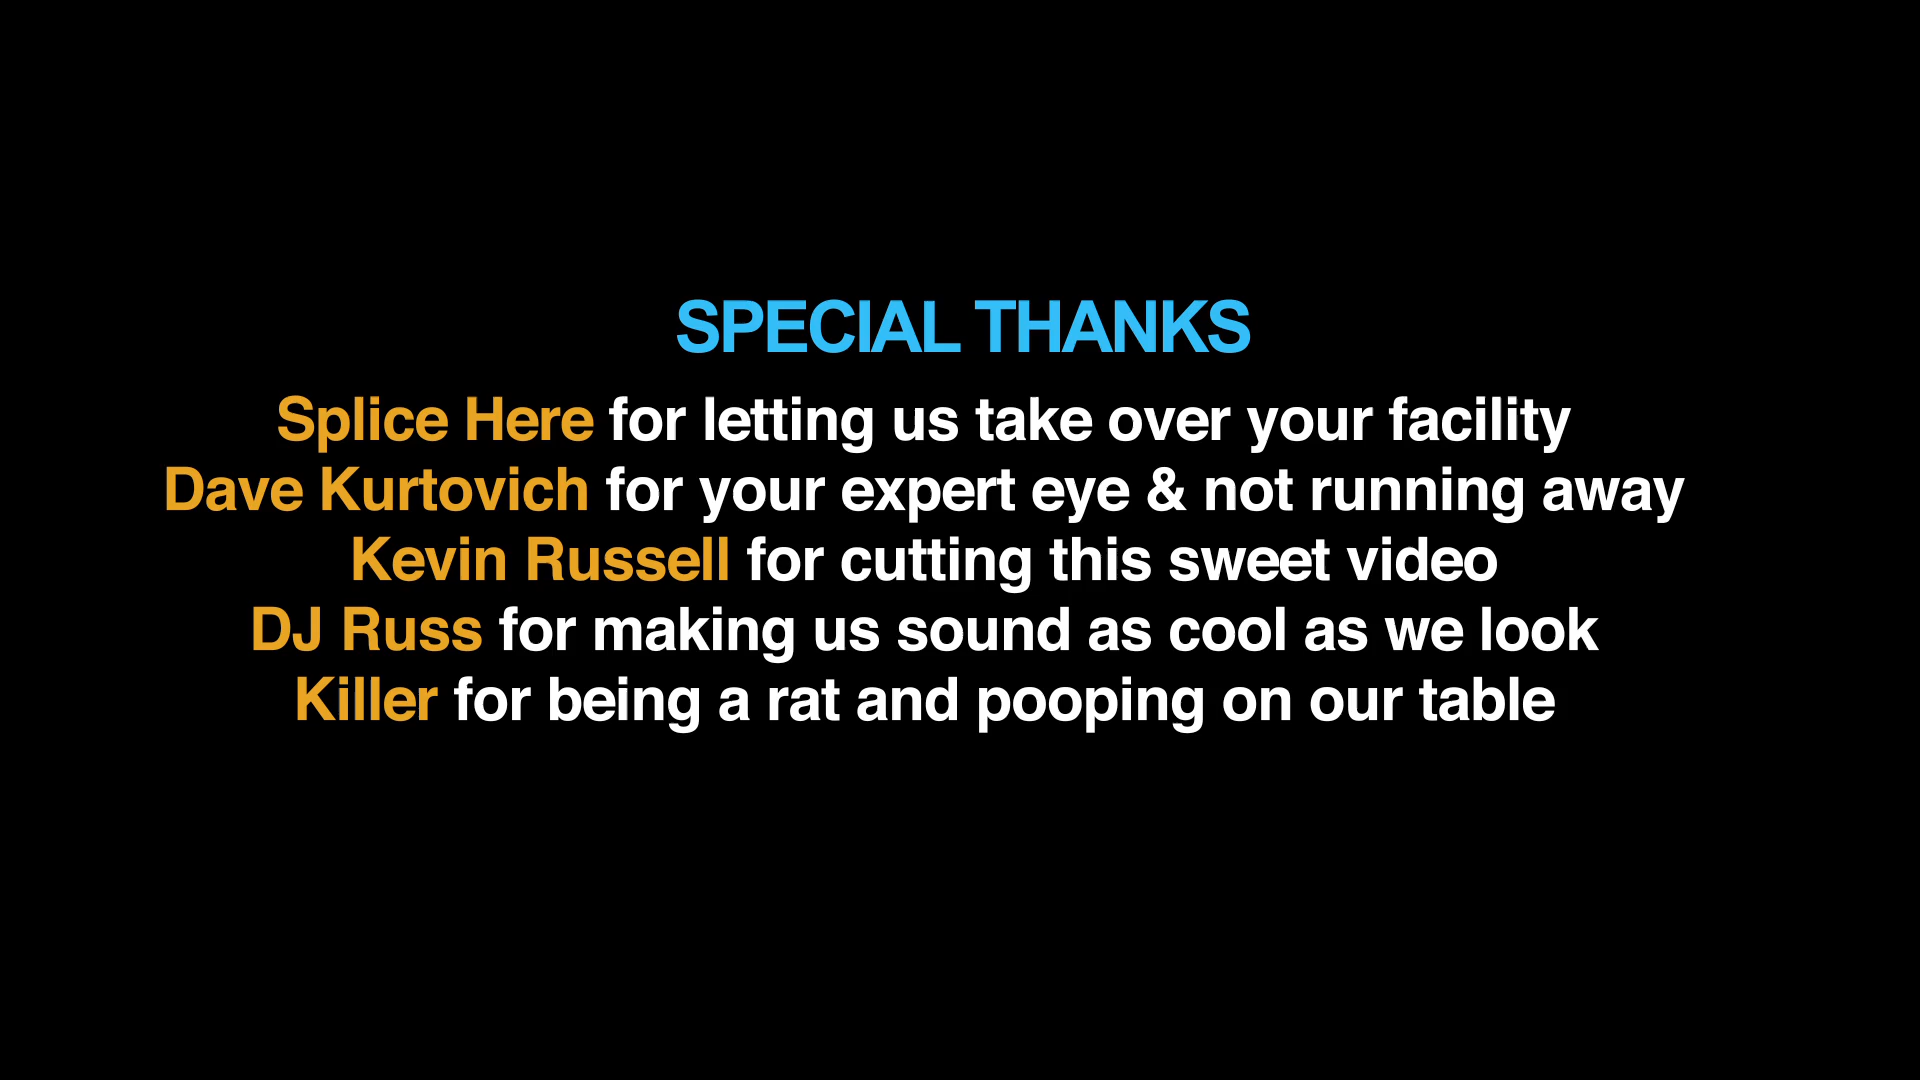 SPECIAL THANKS
Splice Here for letting us take over your facility
Dave Kurtovich for your expert eye & not running away
Kevin Russell for cutting this sweet video
DJ Russ for making us sound as cool as we look
Killer for being a rat and pooping on our table